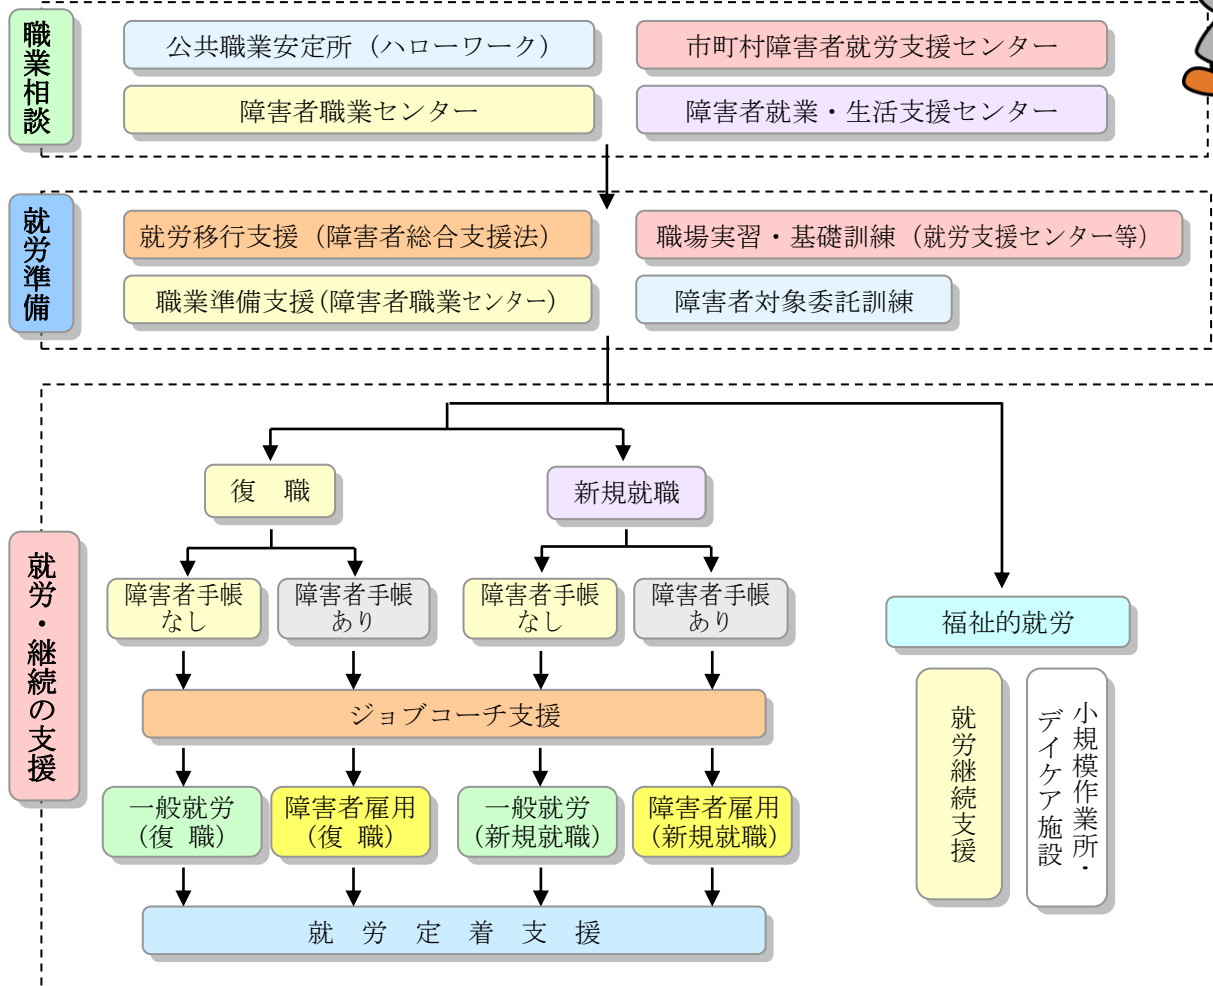 職業相談
公共職業安定所（ハローワーク）
市町村障害者就労支援センター
障害者職業センター
障害者就業・生活支援センター
就労準備
就労移行支援（障害者総合支援法）
職場実習・基礎訓練（就労支援センター等）
職業準備支援(障害者職業センター）
障害者対象委託訓練
就労・継続の支援
復　職
新規就職
障害者手帳
なし
障害者手帳
あり
障害者手帳
なし
障害者手帳
あり
ジョブコーチ支援
一般就労
（復 職）
障害者雇用
（復 職）
一般就労
（新規就職）
障害者雇用
（新規就職）
就　労　定　着　支　援
福祉的就労
就労継続支援
小規模作業所・
デイケア施設